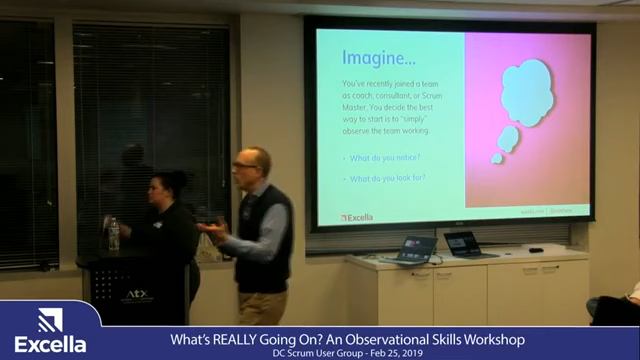 Imagine...
You've recently joined a team
as coach, consultant, or Scrum
Master. You decide the best
way to start is to "simply"
observe the team working.
• What do you notice?
• What do you look for?
Excella
ATX
Excella
What's REALLY Going On? An Observational Skills Workshop
DC Scrum User Group - Feb 25, 2019